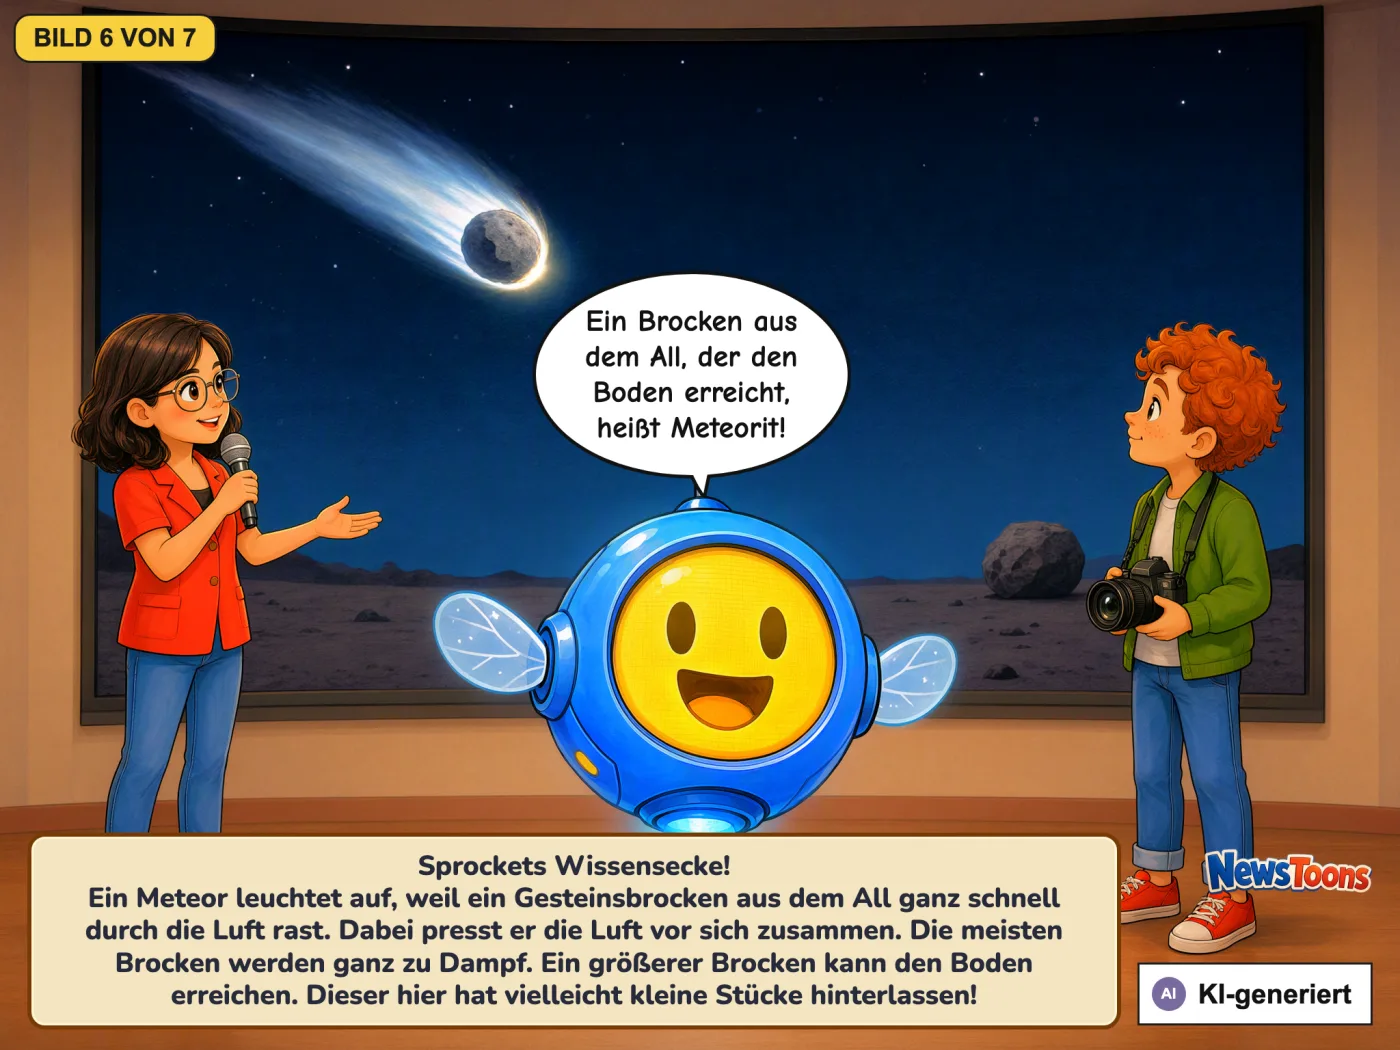 BILD 6 VON 7
Ein Brocken aus
dem All, der den
Boden erreicht,
heißt Meteorit!
Sprockets Wissensecke!
Ein Meteor leuchtet auf, weil ein Gesteinsbrocken aus dem All ganz schnell
durch die Luft rast. Dabei presst er die Luft vor sich zusammen. Die meisten
Brocken werden ganz zu Dampf. Ein größerer Brocken kann den Boden
erreichen. Dieser hier hat vielleicht kleine Stücke hinterlassen!
NEWSTOONS
AI KI-generiert